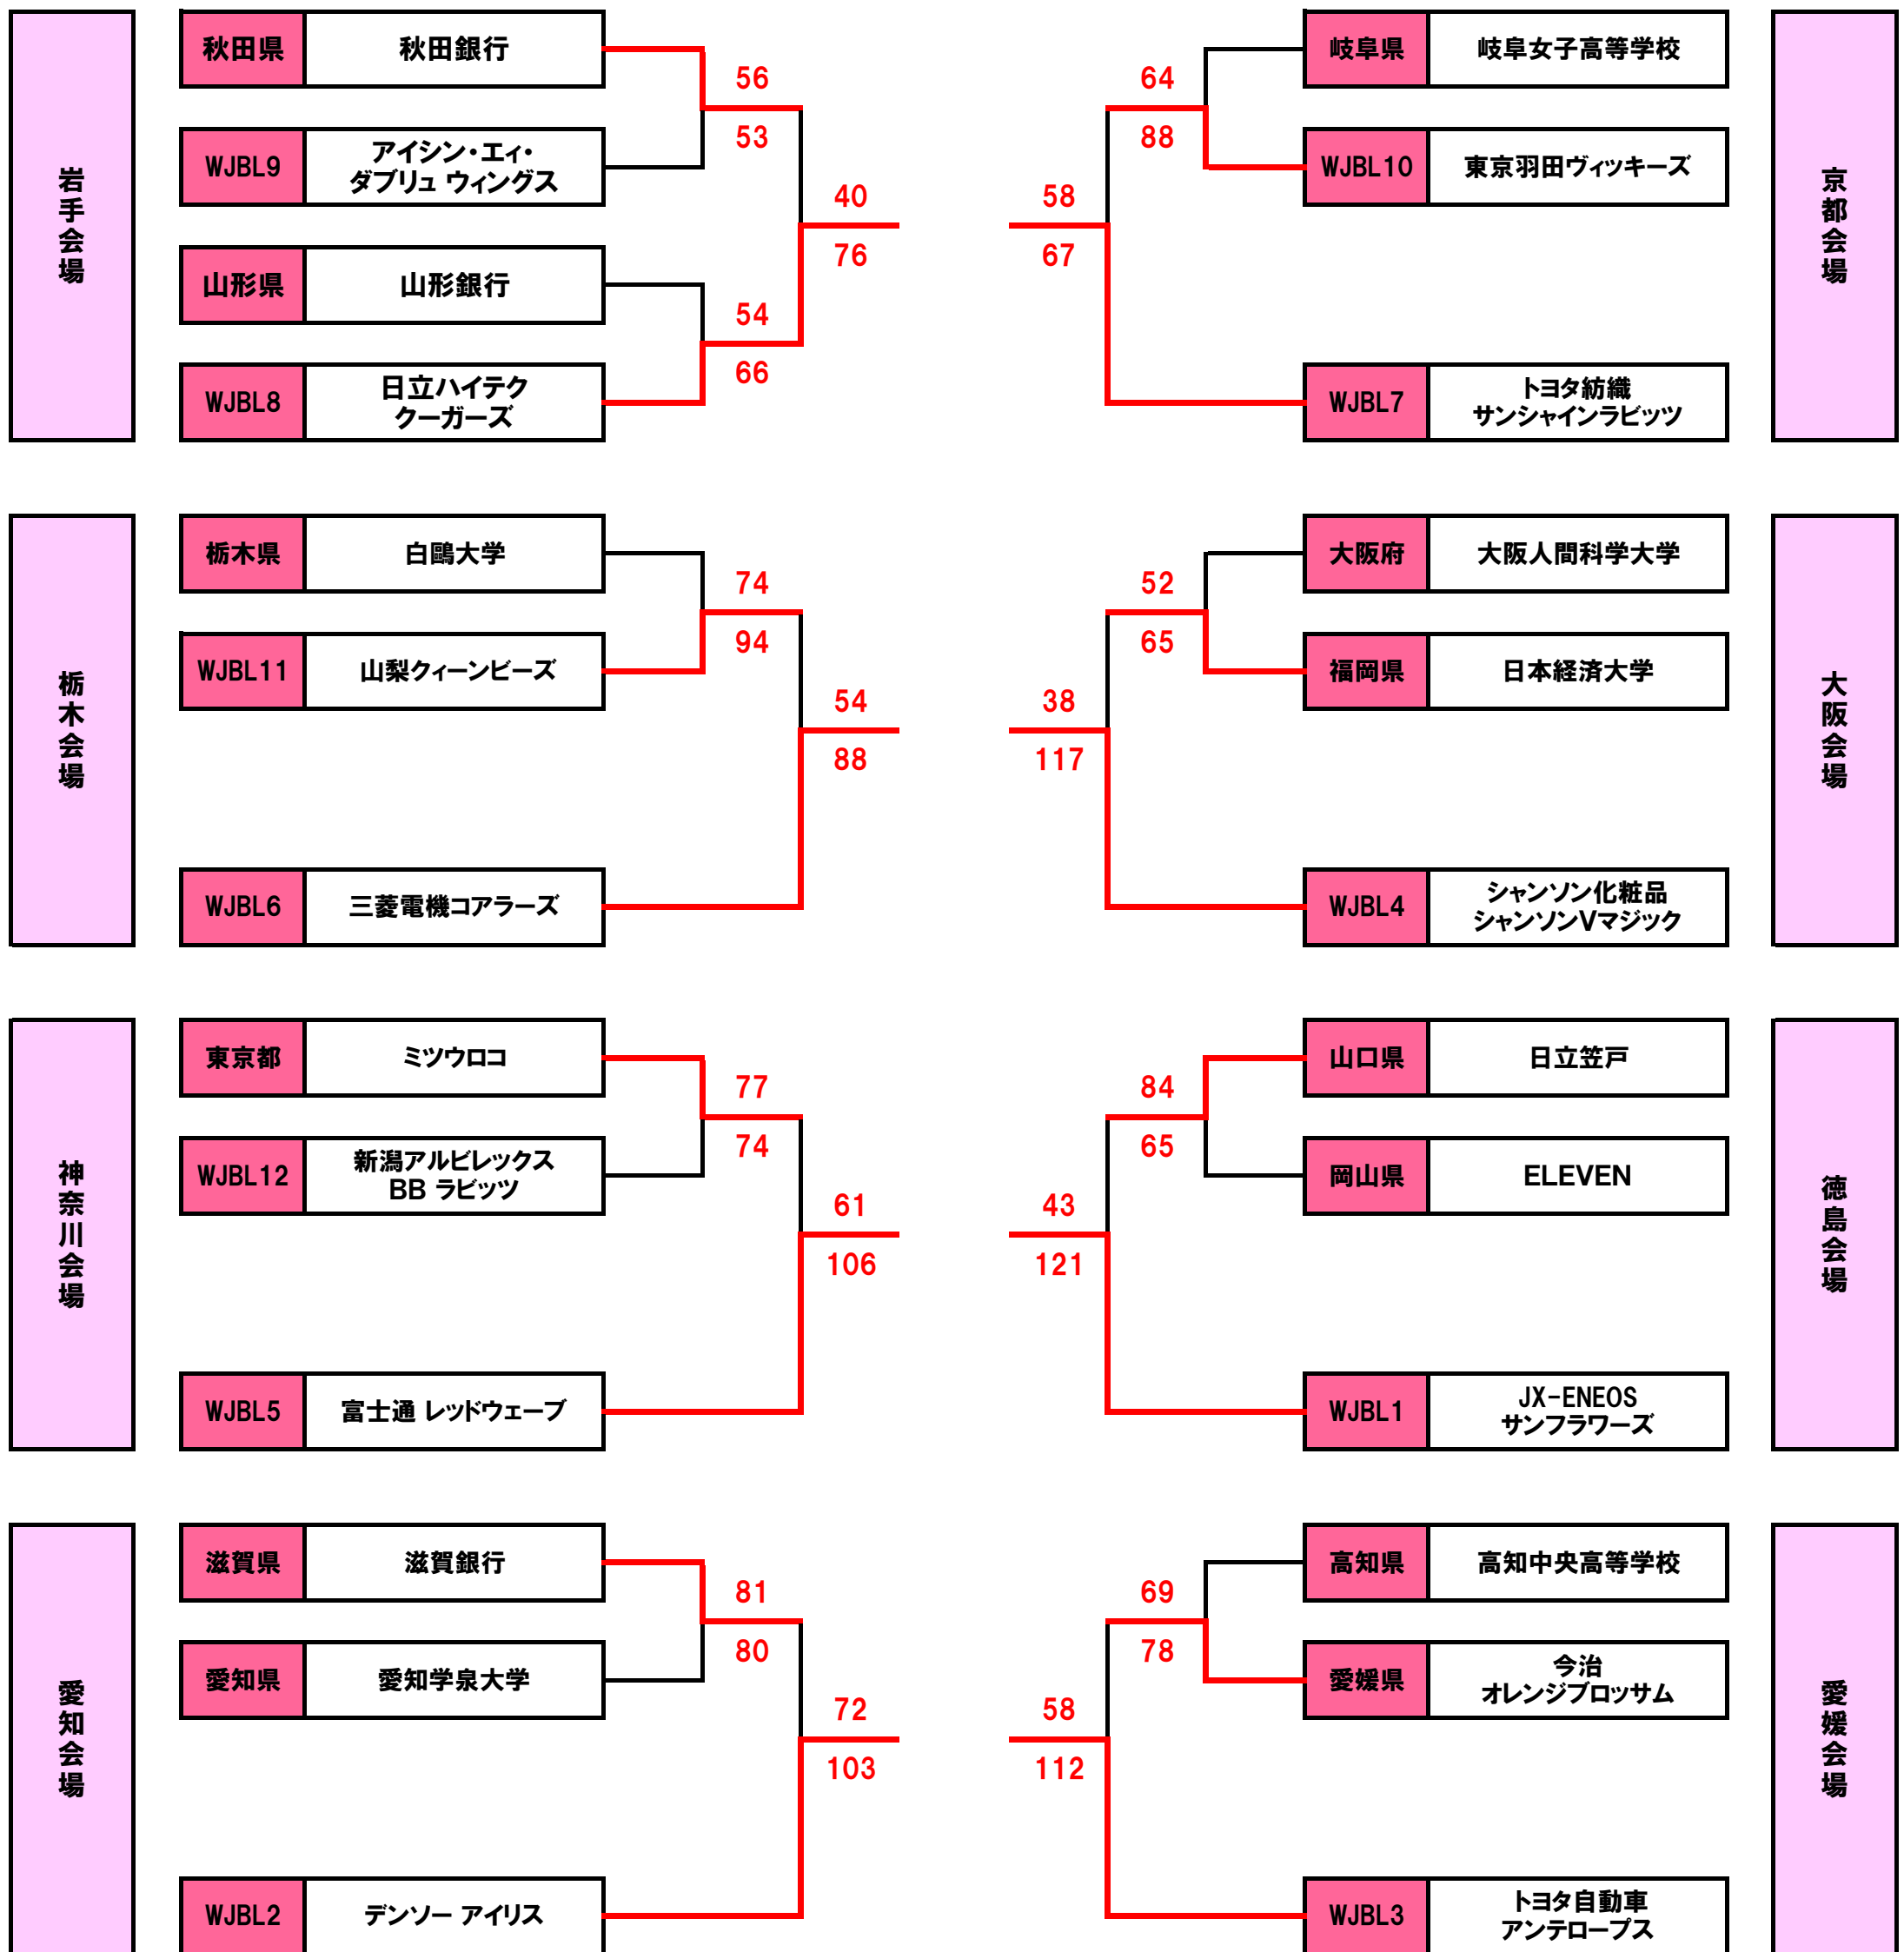 岩手会場
秋田県
秋田銀行
56
53
WJBL9
アイシン・エィ・
ダブリュ ウィングス
40
76
山形県
山形銀行
54
66
WJBL8
日立ハイテク
クーガーズ
京都会場
岐阜県
岐阜女子高等学校
64
88
WJBL10
東京羽田ヴィッキーズ
58
67
WJBL7
トヨタ紡織
サンシャインラビッツ
栃木会場
栃木県
白鷗大学
74
94
WJBL11
山梨クィーンビーズ
54
88
WJBL6
三菱電機コアラーズ
大阪会場
大阪府
大阪人間科学大学
52
65
福岡県
日本経済大学
38
117
WJBL4
シャンソン化粧品
シャンソンVマジック
神奈川会場
東京都
ミツウロコ
77
74
WJBL12
新潟アルビレックス
BB ラビッツ
61
106
WJBL5
富士通 レッドウェーブ
徳島会場
山口県
日立笠戸
84
65
岡山県
ELEVEN
43
121
WJBL1
JX-ENEOS
サンフラワーズ
愛知会場
滋賀県
滋賀銀行
81
80
愛知県
愛知学泉大学
72
103
WJBL2
デンソー アイリス
愛媛会場
高知県
高知中央高等学校
69
78
愛媛県
今治
オレンジブロッサム
58
112
WJBL3
トヨタ自動車
アンテロープス